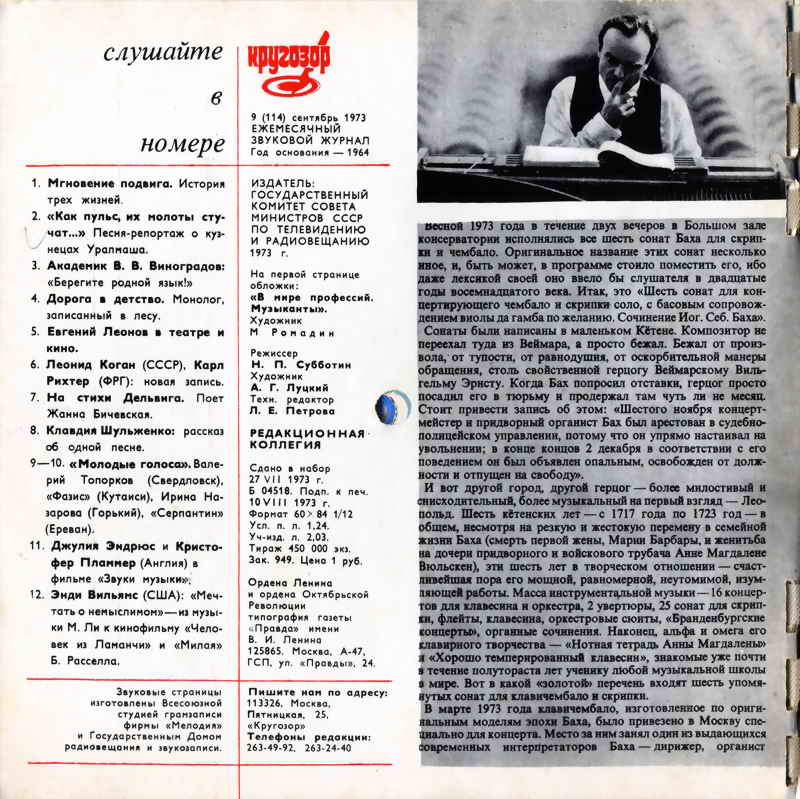 слушайте
в
номере
1. Мгновение подвига. История
трех жизней.
2. «Как пульс, их молоты сту-
чат...» Песня-репортаж о куз-
нецах Уралмаша.
3. Академик В. В. Виноградов:
«Берегите родной язык!»
4. Дорога в детство. Монолог,
записанный в лесу.
5. Евгений Леонов в театре и
кино.
6. Леонид Коган (СССР), Карл
Рихтер (ФРГ): новая запись.
7. На стихи Дельвига. Поет
Жанна Бичевская.
8. Клавдия Шульженко: рассказ
об одной песне.
9—10. «Молодые голоса». Вале-
рий Топорков (Свердловск),
«Фазис» (Кутаиси), Ирина На-
зарова (Горький), «Серпантин»
(Ереван).
11. Джулия Эндрюс и Кристо-
фер Пламмер (Англия) в
фильме «Звуки музыки».
12. Энди Вильямс (США): «Меч-
тать о немыслимом» — из музы-
ки М. Ли к кинофильму «Чело-
век из Ламанчи» и «Милая»
Б. Расселла.
Звуковые страницы
изготовлены Всесоюзной
студией грамзаписи
фирмы «Мелодия»
и Государственным Домом
радиовещания и звукозаписи.
Кругозор
9 (114) сентябрь 1973
ЕЖЕМЕСЯЧНЫЙ
ЗВУКОВОЙ ЖУРНАЛ
Год основания — 1964
ИЗДАТЕЛЬ:
ГОСУДАРСТВЕННЫЙ
КОМИТЕТ СОВЕТА
МИНИСТРОВ СССР
ПО ТЕЛЕВИДЕНИЮ
И РАДИОВЕЩАНИЮ
1973 г.
На первой странице
обложки:
«В мире профессий.
Музыканты».
Художник
М Ромадин
Режиссер
Н. П. Субботин
Художник
А. Г. Луцкий
Техн. редактор
Л. Е. Петрова
РЕДАКЦИОННАЯ
КОЛЛЕГИЯ
Сдано в набор
27 VII 1973 г.
Б 04518. Подп. к печ.
10 VIII 1973 г.
Формат 60×84 1/12
Усл. п. л. 1,24.
Уч-изд. л. 2,03.
Тираж 450 000 экз.
Зак. 949. Цена 1 руб.
Ордена Ленина
и ордена Октябрьской
Революции
типография газеты
«Правда» имени
В. И. Ленина
125865. Москва, А-47,
ГСП, ул. «Правды», 24.
Пишите нам по адресу:
113326, Москва,
Пятницкая, 25,
«Кругозор»
Телефоны редакции:
263-49-92, 263-24-40
Весной 1973 года в течение двух вечеров в Большом зале
консерватории исполнялись все шесть сонат Баха для скрип-
ки и чембало. Оригинальное название этих сонат несколько
иное, и, быть может, в программе стоило поместить его, ибо
даже лексикой своей оно ввело бы слушателя в двадцатые
годы восемнадцатого века. Итак, это «Шесть сонат для кон-
цертирующего чембало и скрипки соло, с басовым сопровож-
дением виолы да гамба по желанию. Сочинение Иог. Себ. Баха».
Сонаты были написаны в маленьком Кётене. Композитор не
переехал туда из Веймара, а просто бежал. Бежал от произ-
вола, от тупости, от равнодушия, от оскорбительной манеры
обращения, столь свойственной герцогу Веймарскому Виль-
гельму Эрнсту. Когда Бах попросил отставки, герцог просто
посадил его в тюрьму и продержал там чуть ли не месяц.
Стоит привести запись об этом: «Шестого ноября концерт-
мейстер и придворный органист Бах был арестован в судебно-
полицейском управлении, потому что он упрямо настаивал на
увольнении; в конце концов 2 декабря в соответствии с его
поведением он был объявлен опальным, освобожден от долж-
ности и отпущен на свободу».
И вот другой город, другой герцог — более милостивый и
снисходительный, более музыкальный на первый взгляд — Лео-
польд. Шесть кётенских лет — с 1717 года по 1723 год — в
общем, несмотря на резкую и жестокую перемену в семейной
жизни Баха (смерть первой жены, Марии Барбары, и женитьба
на дочери придворного и войскового трубача Анне Магдалене
Вюльскен), эти шесть лет в творческом отношении — счаст-
ливейшая пора его мощной, равномерной, неутомимой, изум-
ляющей работы. Масса инструментальной музыки — 16 концер-
тов для клавесина и оркестра, 2 увертюры, 25 сонат для скрип-
ки, флейты, клавесина, оркестровые сюиты, «Бранденбургские
концерты», органные сочинения. Наконец, альфа и омега его
клавирного творчества — «Нотная тетрадь Анны Магдалены»
и «Хорошо темперированный клавесин», знакомые уже почти
в течение полутораста лет ученику любой музыкальной школы
в мире. Вот в какой «золотой» перечень входят шесть упомя-
нутых сонат для клавичембало и скрипки.
В марте 1973 года клавичембало, изготовленное по ориги-
нальным моделям эпохи Баха, было привезено в Москву спе-
циально для концерта. Место за ним занял один из выдающихся
современных интерпретаторов Баха — дирижер, органист